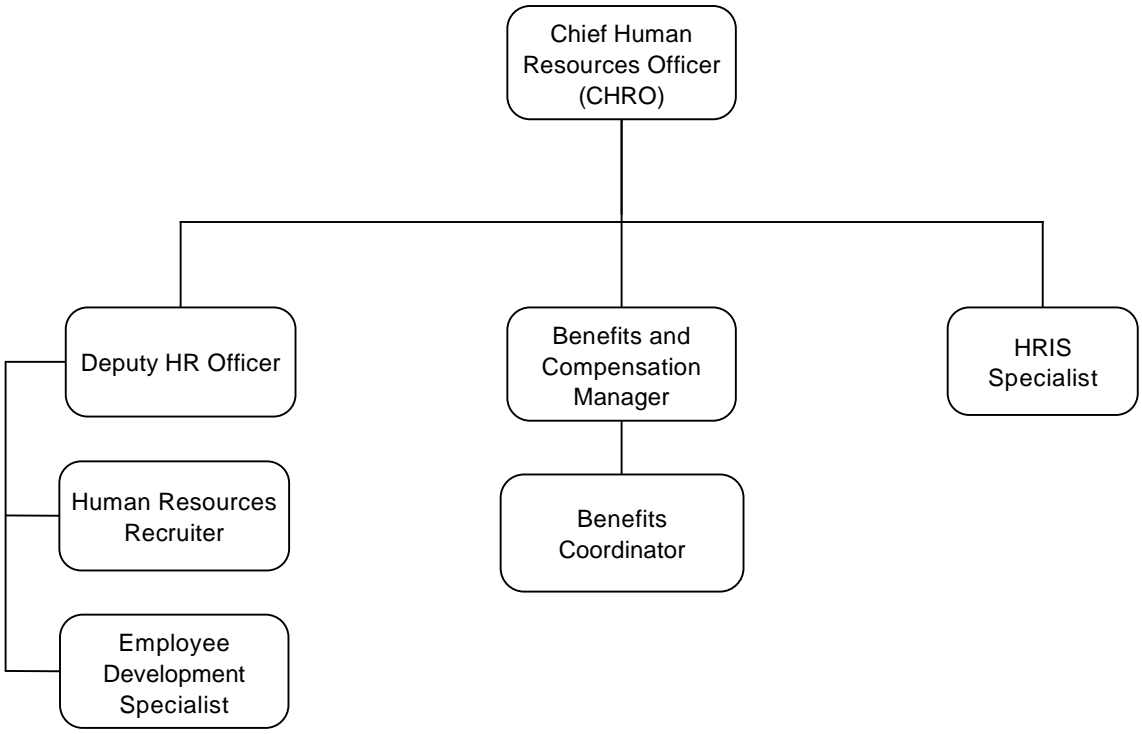 Chief Human
Resources Officer
(CHRO)
Deputy HR Officer
Benefits and
Compensation
Manager
HRIS
Specialist
Human Resources
Recruiter
Benefits
Coordinator
Employee
Development
Specialist